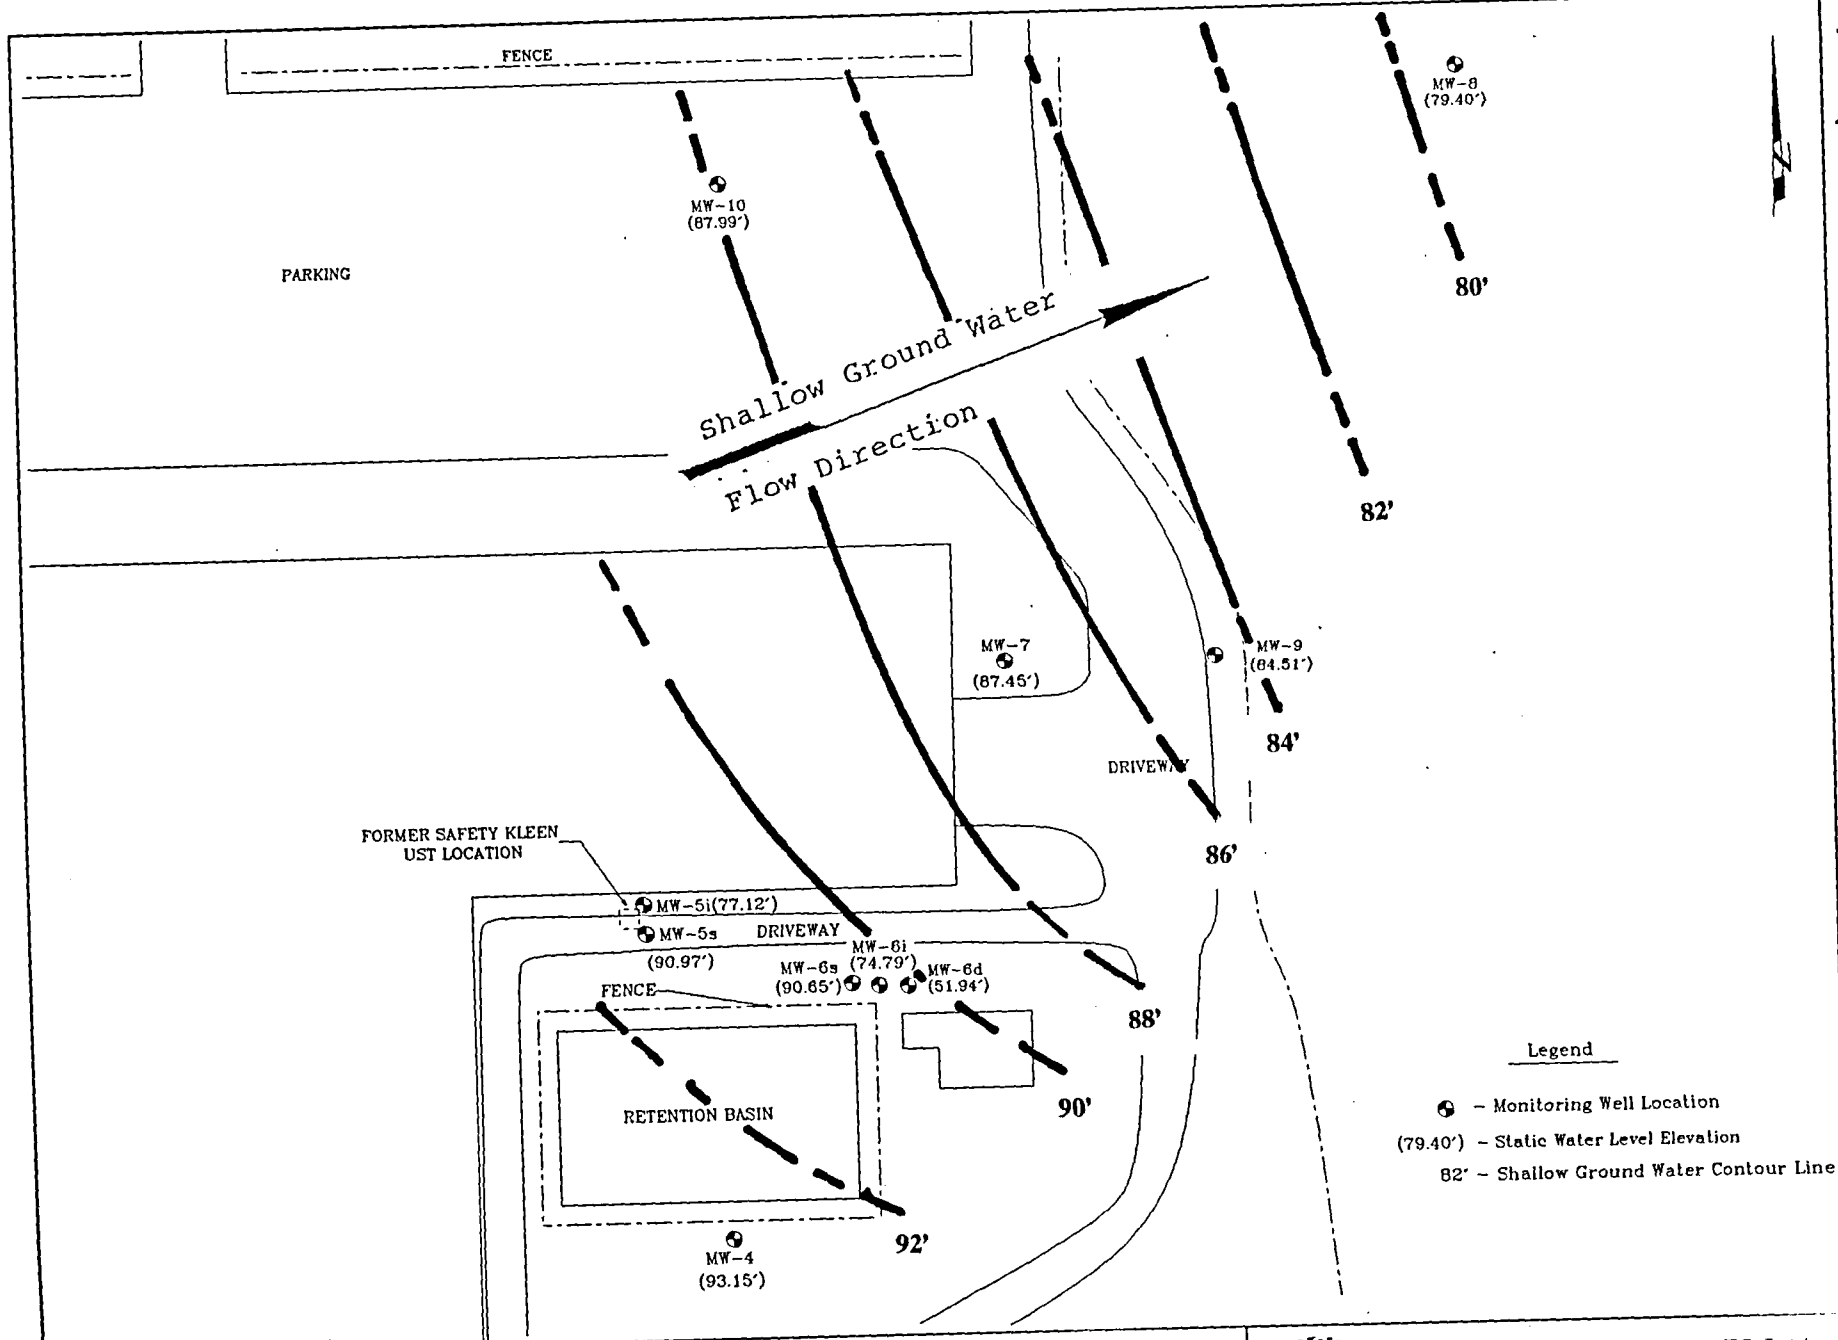 FENCE
MW-8
(79.40')
MW-10
(87.99')
PARKING
80'
Shallow Ground Water
Flow Direction
82'
MW-7
(87.45')
MW-9
(84.51')
84'
DRIVEWAY
86'
FORMER SAFETY KLEEN
UST LOCATION
MW-5i(77.12')
MW-5s
(90.97')
DRIVEWAY
MW-6i
(74.79')
MW-6s
(90.65')
MW-6d
(51.94')
FENCE
88'
RETENTION BASIN
90'
92'
MW-4
(93.15')
Legend
- Monitoring Well Location
(79.40') - Static Water Level Elevation
82' - Shallow Ground Water Contour Line